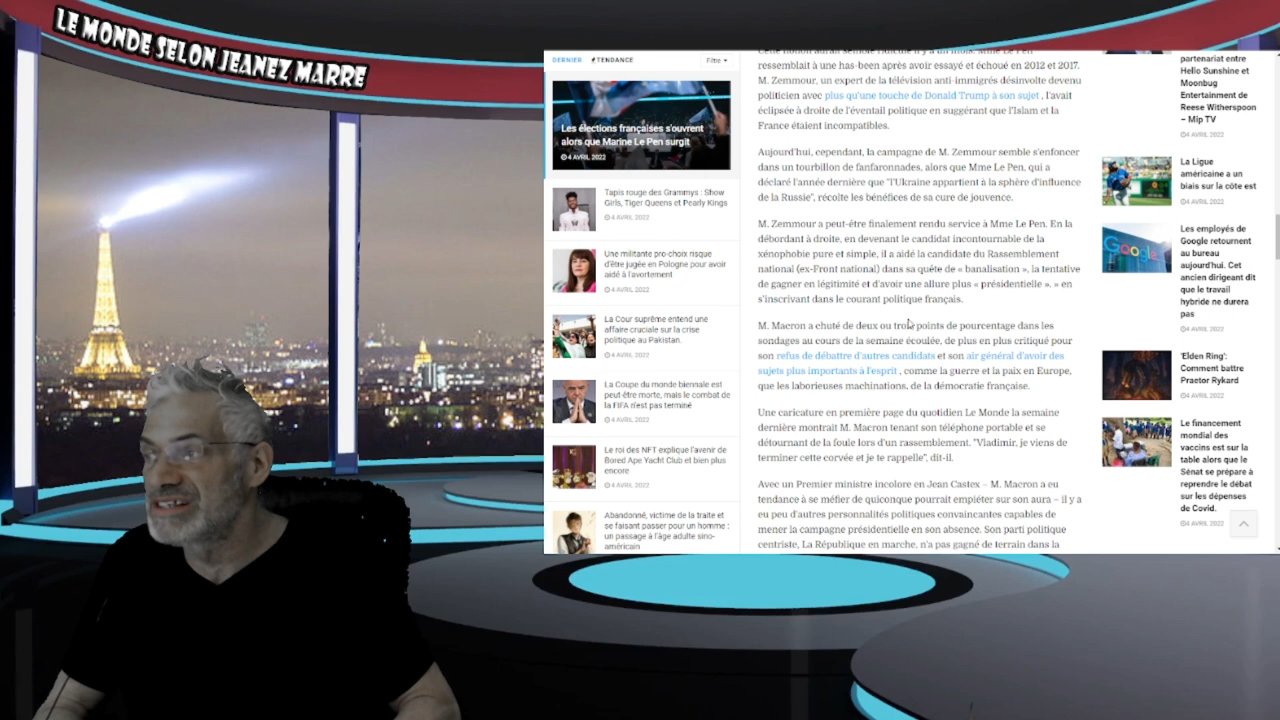 LE MONDE SELON JEANEZ MARRE
DERNIER
TENDANCE
Filtre
Les élections françaises s'ouvrent
alors que Marine Le Pen surgit
4 AVRIL 2022
Tapis rouge des Grammys : Show
Girls, Tiger Queens et Pearly Kings
4 AVRIL 2022
Une militante pro-choix risque
d'être jugée en Pologne pour avoir
aidé à l'avortement
4 AVRIL 2022
La Cour suprême entend une
affaire cruciale sur la crise
politique au Pakistan.
4 AVRIL 2022
La Coupe du monde biennale est
peut-être morte, mais le combat de
la FIFA n'est pas terminé
4 AVRIL 2022
Le roi des NFT explique l'avenir de
Bored Ape Yacht Club et bien plus
encore
4 AVRIL 2022
Abandonné, victime de la traite et
se faisant passer pour un homme :
un passage à l'âge adulte sino-
américain
Cette notion aurait semblé ridicule il y a un mois. Mme Le Pen
ressemblait à une has-been après avoir essayé et échoué en 2012 et 2017.
M. Zemmour, un expert de la télévision anti-immigrés désinvolte devenu
politicien avec plus qu'une touche de Donald Trump à son sujet , l'avait
éclipsée à droite de l'éventail politique en suggérant que l'Islam et la
France étaient incompatibles.
Aujourd'hui, cependant, la campagne de M. Zemmour semble s'enfoncer
dans un tourbillon de fanfaronnades, alors que Mme Le Pen, qui a
déclaré l'année dernière que "l'Ukraine appartient à la sphère d'influence
de la Russie", récolte les bénéfices de sa cure de jouvence.
M. Zemmour a peut-être finalement rendu service à Mme Le Pen. En la
débordant à droite, en devenant le candidat incontournable de la
xénophobie pure et simple, il a aidé la candidate du Rassemblement
national (ex-Front national) dans sa quête de « banalisation », la tentative
de gagner en légitimité et d'avoir une allure plus « présidentielle ». » en
s'inscrivant dans le courant politique français.
M. Macron a chuté de deux ou trois points de pourcentage dans les
sondages au cours de la semaine écoulée, de plus en plus critiqué pour
son refus de débattre d'autres candidats et son air général d'avoir des
sujets plus importants à l'esprit , comme la guerre et la paix en Europe,
que les laborieuses machinations. de la démocratie française.
Une caricature en première page du quotidien Le Monde la semaine
dernière montrait M. Macron tenant son téléphone portable et se
détournant de la foule lors d'un rassemblement. "Vladimir, je viens de
terminer cette corvée et je te rappelle", dit-il.
Avec un Premier ministre incolore en Jean Castex – M. Macron a eu
tendance à se méfier de quiconque pourrait empiéter sur son aura – il y a
eu peu d'autres personnalités politiques convaincantes capables de
mener la campagne présidentielle en son absence. Son parti politique
centriste, La République en marche, n'a pas gagné de terrain dans la
partenariat entre
Hello Sunshine et
Moonbug
Entertainment de
Reese Witherspoon
– Mip TV
4 AVRIL 2022
La Ligue
américaine a un
biais sur la côte est
4 AVRIL 2022
Google
Les employés de
Google retournent
au bureau
aujourd'hui. Cet
ancien dirigeant dit
que le travail
hybride ne durera
pas
4 AVRIL 2022
'Elden Ring':
Comment battre
Praetor Rykard
4 AVRIL 2022
Le financement
mondial des
vaccins est sur la
table alors que le
Sénat se prépare à
reprendre le débat
sur les dépenses
de Covid.
4 AVRIL 2022